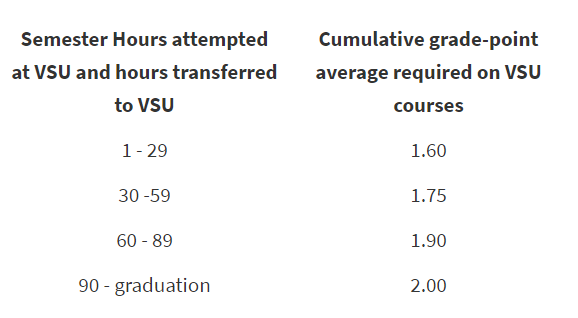 Semester Hours attempted
at VSU and hours transferred
to VSU
Cumulative grade-point
average required on VSU
courses
1 - 29 1.60
30 -59 1.75
60 - 89 1.90
90 - graduation 2.00